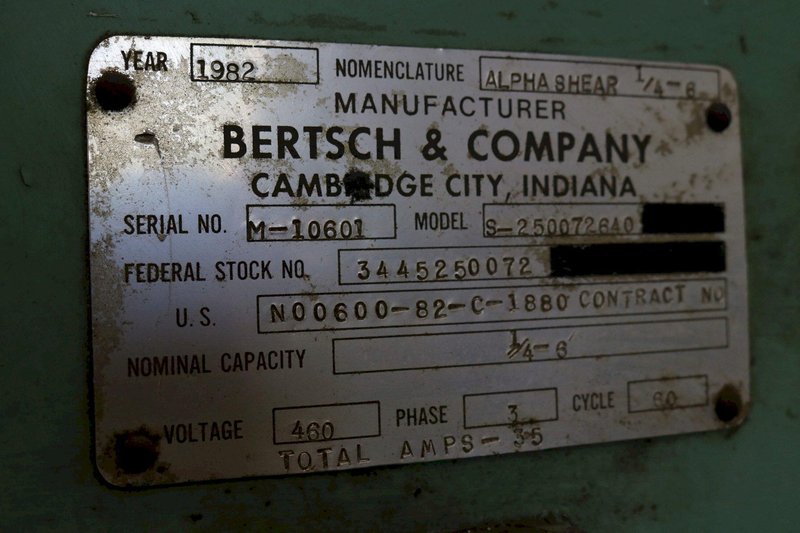 YEAR 1982 NOMENCLATURE ALPHA SHEAR 1/4-6
MANUFACTURER
BERTSCH & COMPANY
CAMBRIDGE CITY, INDIANA
SERIAL NO. M-10601 MODEL S-250072640
FEDERAL STOCK NO. 3445250072
U.S. N00600-82-C-1880 CONTRACT NO
NOMINAL CAPACITY 1/4-6
VOLTAGE 460 PHASE 3 CYCLE 60
TOTAL AMPS-35